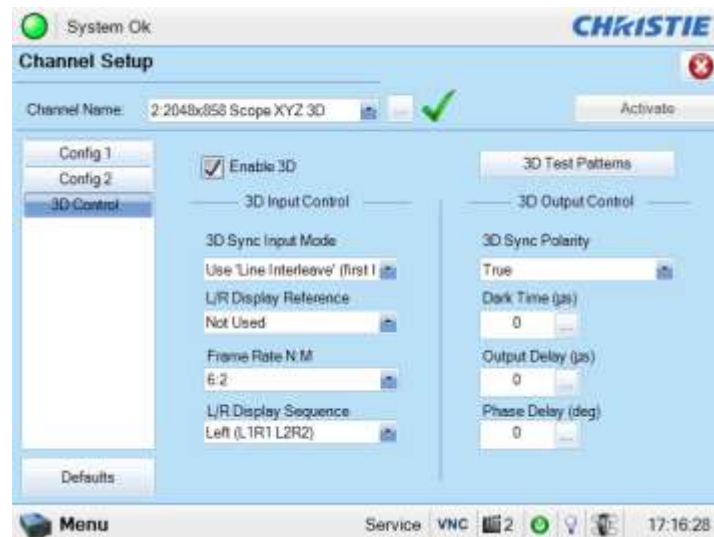 System Ok
CHRISTIE
Channel Setup
Channel Name: 2:2048x858 Scope XYZ 3D ...
Activate
Config 1
Config 2
3D Control
Defaults
Enable 3D
3D Test Patterns
3D Input Control
3D Sync Input Mode
Use 'Line Interleave' (first l
L/R Display Reference
Not Used
Frame Rate N:M
6:2
L/R Display Sequence
Left (L1R1 L2R2)
3D Output Control
3D Sync Polarity
True
Dark Time (µs)
0 ...
Output Delay (µs)
0 ...
Phase Delay (deg)
0 ...
Menu
Service VNC 2 17:16:28